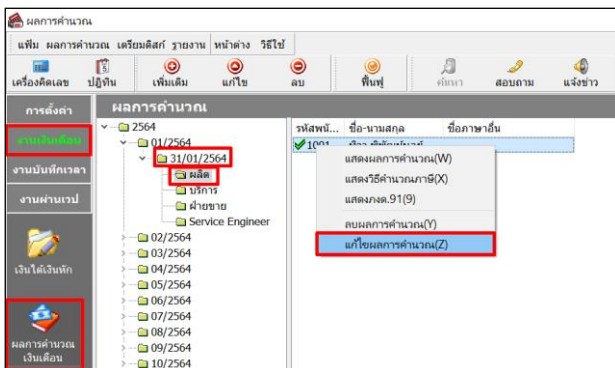 ผลการคำนวณ
แฟ้ม ผลการคำนวณ เตรียมดิสก์ รายงาน หน้าต่าง วิธีใช้
เครื่องคิดเลข ปฏิทิน เพิ่มเติม แก้ไข ลบ ฟื้นฟู ค้นหา สอบถาม แจ้งข่าว
การตั้งค่า
งานเงินเดือน
งานบันทึกเวลา
งานผ่านเวป
เงินได้เงินหัก
ผลการคำนวณ
เงินเดือน
ผลการคำนวณ
2564
01/2564
31/01/2564
ผลิต
บริการ
ฝ่ายขาย
Service Engineer
02/2564
03/2564
04/2564
05/2564
06/2564
07/2564
08/2564
09/2564
10/2564
รหัสพนั... ชื่อ-นามสกุล ชื่อภาษาอื่น
1001
แสดงผลการคำนวณ(W)
แสดงวิธีคำนวณภาษี(X)
แสดงภงด.91(9)
ลบผลการคำนวณ(Y)
แก้ไขผลการคำนวณ(Z)